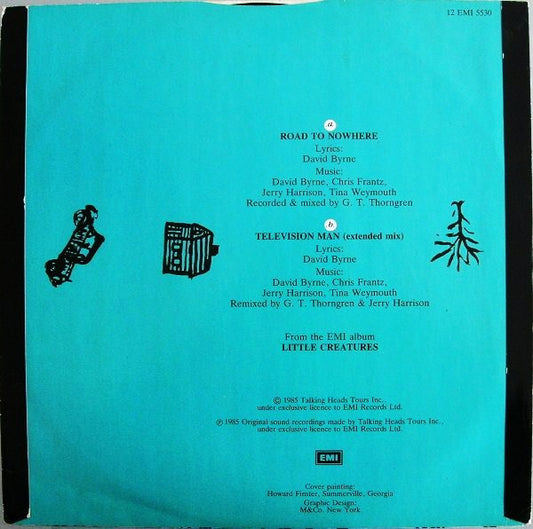 12 EMI 5530
a.
ROAD TO NOWHERE
Lyrics:
David Byrne
Music:
David Byrne, Chris Frantz,
Jerry Harrison, Tina Weymouth
Recorded & mixed by G. T. Thorngren
b.
TELEVISION MAN (extended mix)
Lyrics:
David Byrne
Music:
David Byrne, Chris Frantz,
Jerry Harrison, Tina Weymouth
Remixed by G. T. Thorngren & Jerry Harrison
From the EMI album
LITTLE CREATURES
© 1985 Talking Heads Tours Inc.,
under exclusive licence to EMI Records Ltd.
℗ 1985 Original sound recordings made by Talking Heads Tours Inc.,
under exclusive licence to EMI Records Ltd.
EMI
Cover painting:
Howard Finster, Summerville, Georgia
Graphic Design:
M&Co. New York